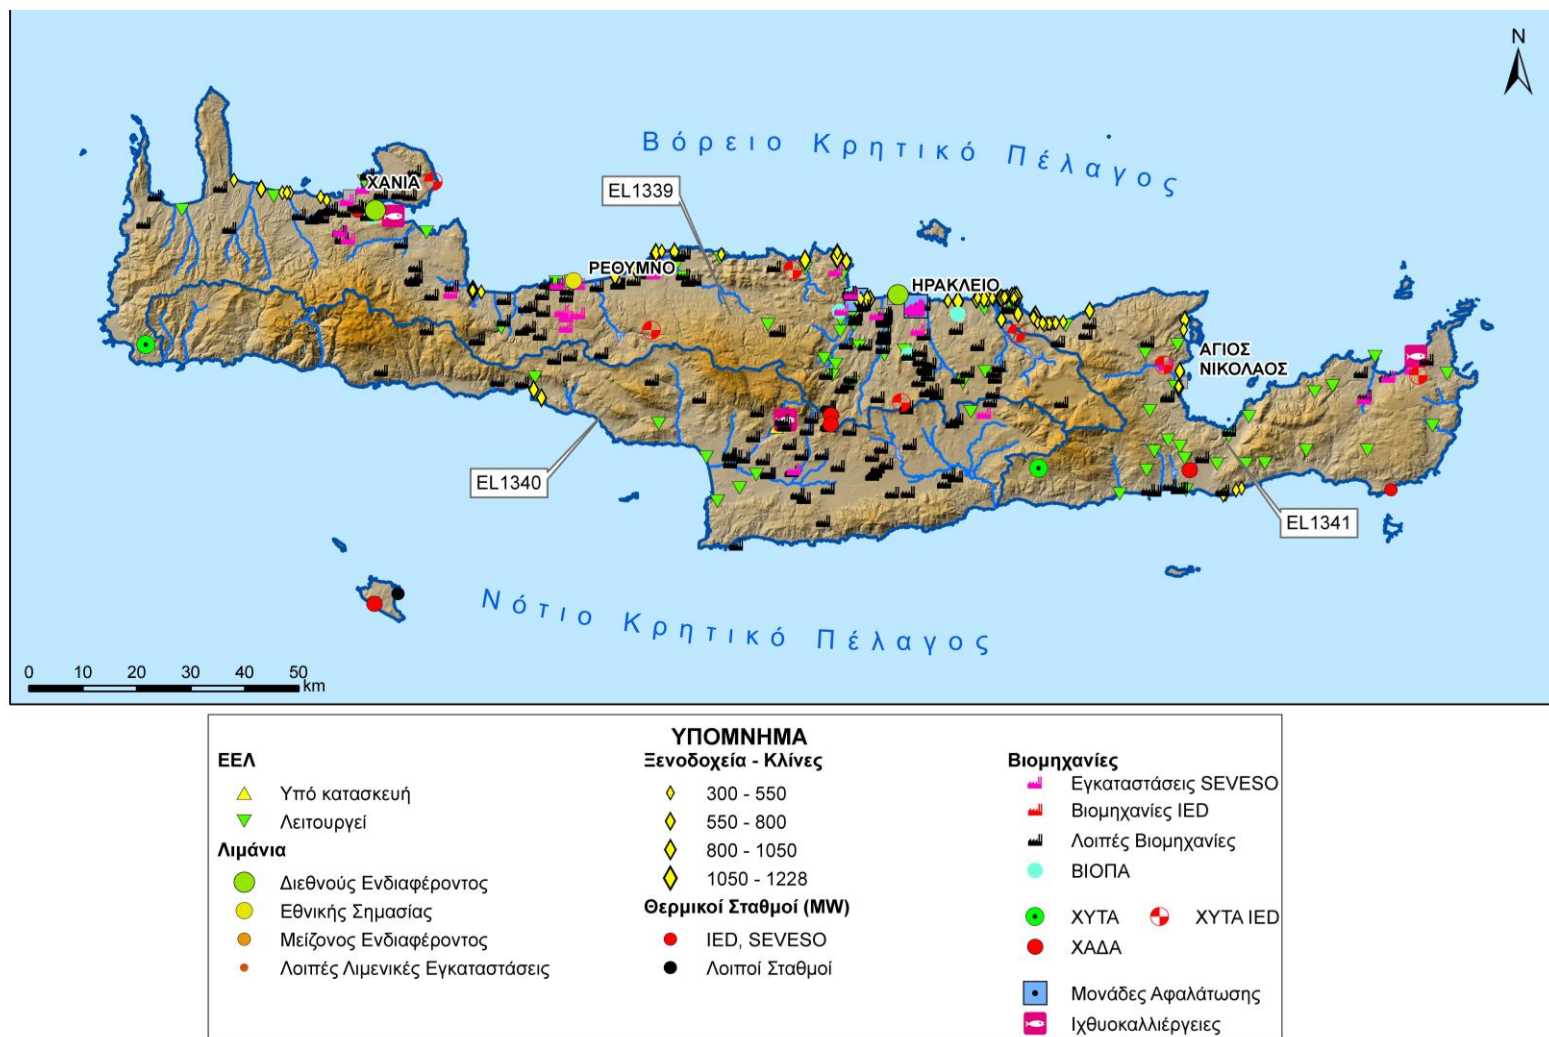 N
Βόρειο Κρητικό Πέλαγος
ΧΑΝΙΑ
EL1339
ΡΕΘΥΜΝΟ
ΗΡΑΚΛΕΙΟ
ΑΓΙΟΣ
ΝΙΚΟΛΑΟΣ
EL1340
EL1341
Νότιο Κρητικό Πέλαγος
0 10 20 30 40 50
km
ΥΠΟΜΝΗΜΑ
ΕΕΛ
Υπό κατασκευή
Λειτουργεί
Λιμάνια
Διεθνούς Ενδιαφέροντος
Εθνικής Σημασίας
Μείζονος Ενδιαφέροντος
Λοιπές Λιμενικές Εγκαταστάσεις
Ξενοδοχεία - Κλίνες
300 - 550
550 - 800
800 - 1050
1050 - 1228
Θερμικοί Σταθμοί (MW)
IED, SEVESO
Λοιποί Σταθμοί
Βιομηχανίες
Εγκαταστάσεις SEVESO
Βιομηχανίες IED
Λοιπές Βιομηχανίες
ΒΙΟΠΑ
ΧΥΤΑ ΧΥΤΑ IED
ΧΑΔΑ
Μονάδες Αφαλάτωσης
Ιχθυοκαλλιέργειες